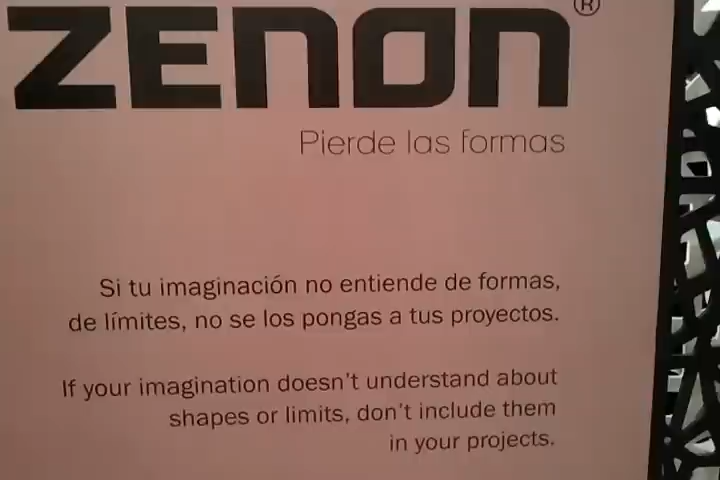 ZENON®
Pierde las formas
Si tu imaginación no entiende de formas,
de límites, no se los pongas a tus proyectos.
If your imagination doesn't understand about
shapes or limits, don't include them
in your projects.